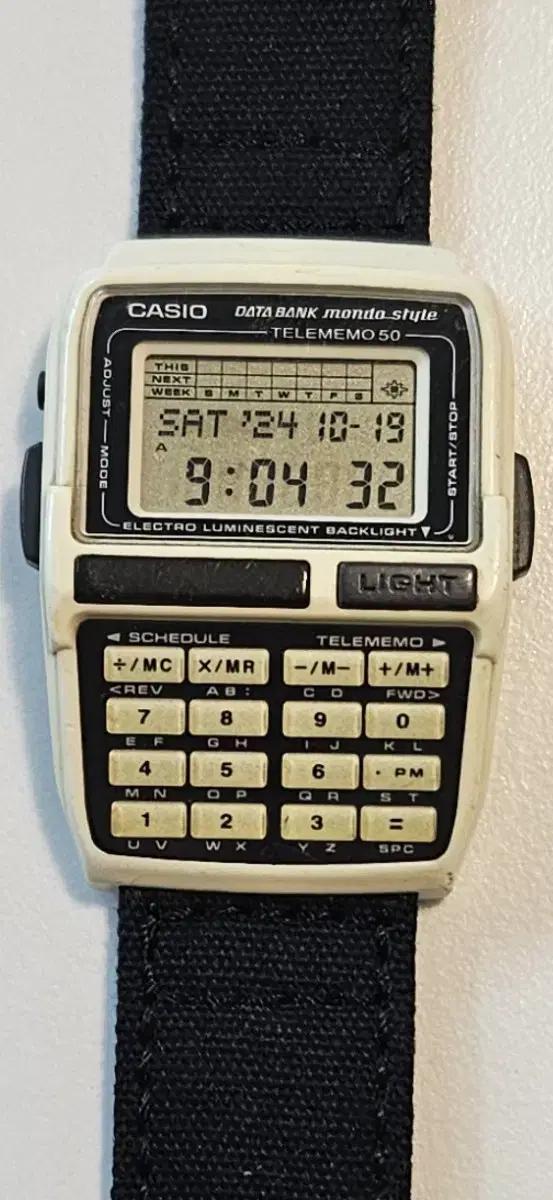 CASIO DATA BANK mondo style
TELEMEMO 50
ADJUST
MODE
START/STOP
THIS
NEXT
WEEK S M T W T F S
SAT '24 10-19
A
9:04 32
ELECTRO LUMINESCENT BACKLIGHT
LIGHT
SCHEDULE TELEMEMO
÷/MC X/MR -/M- +/M+
<REV A B : C D FWD>
7 8 9 0
E F G H I J K L
4 5 6 · PM
M N O P Q R S T
1 2 3 =
U V W X Y Z SPC